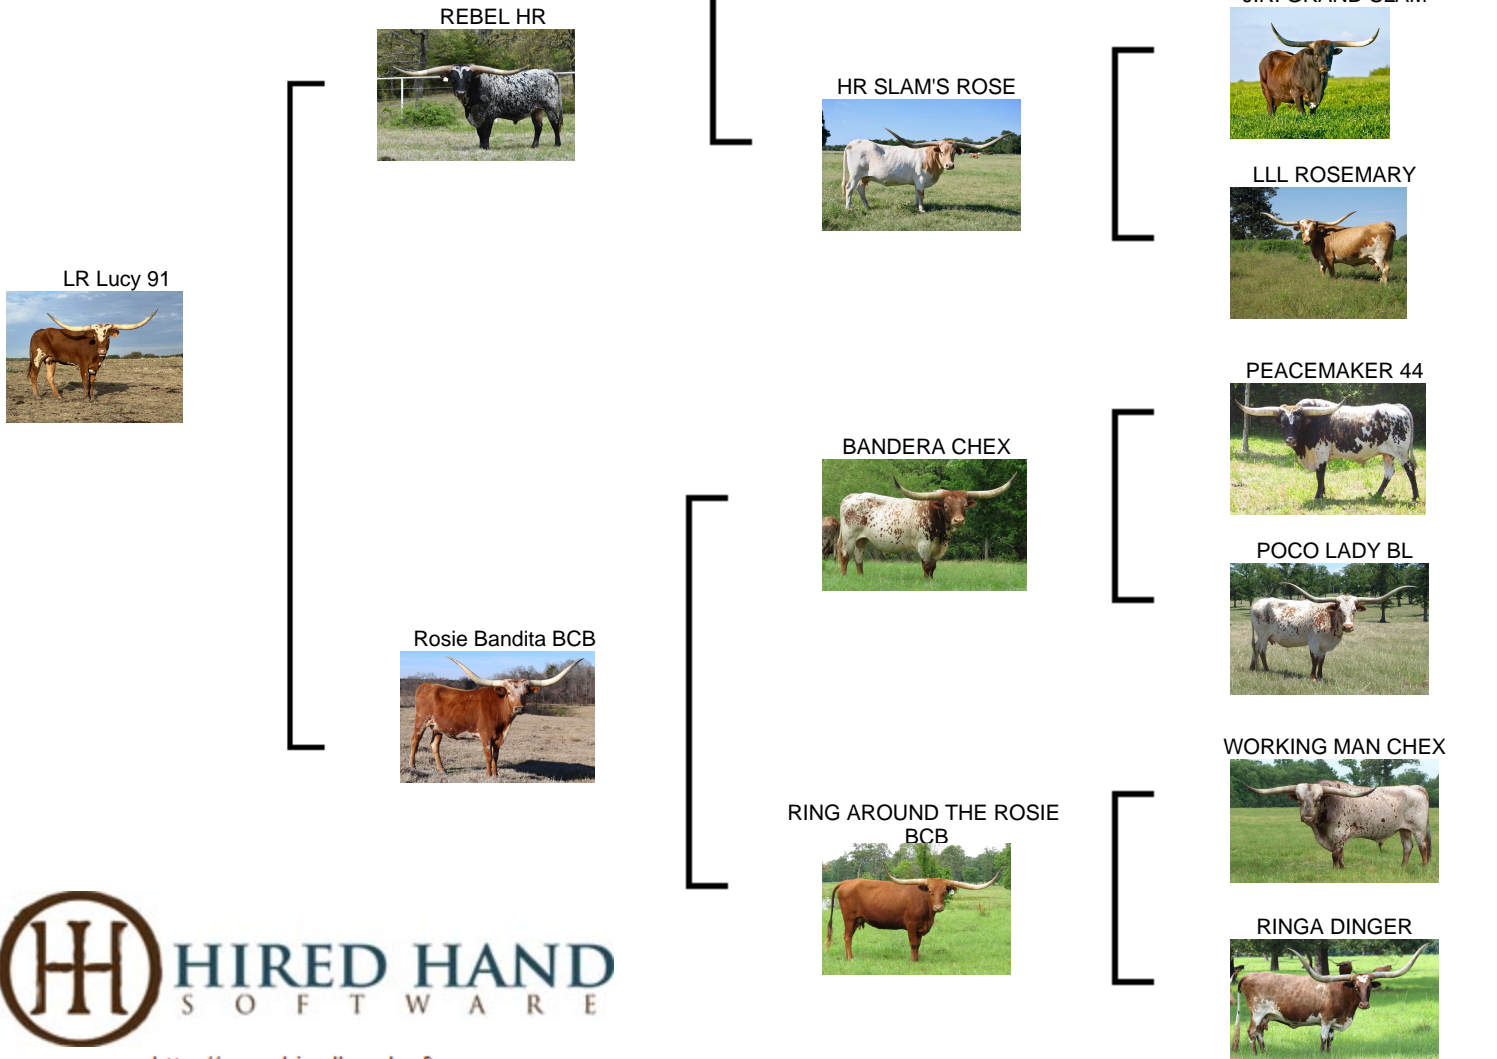 REBEL HR
HR SLAM'S ROSE
LLL ROSEMARY
LR Lucy 91
PEACEMAKER 44
BANDERA CHEX
POCO LADY BL
Rosie Bandita BCB
WORKING MAN CHEX
RING AROUND THE ROSIE
BCB
RINGA DINGER
HIRED HAND
SOFTWARE